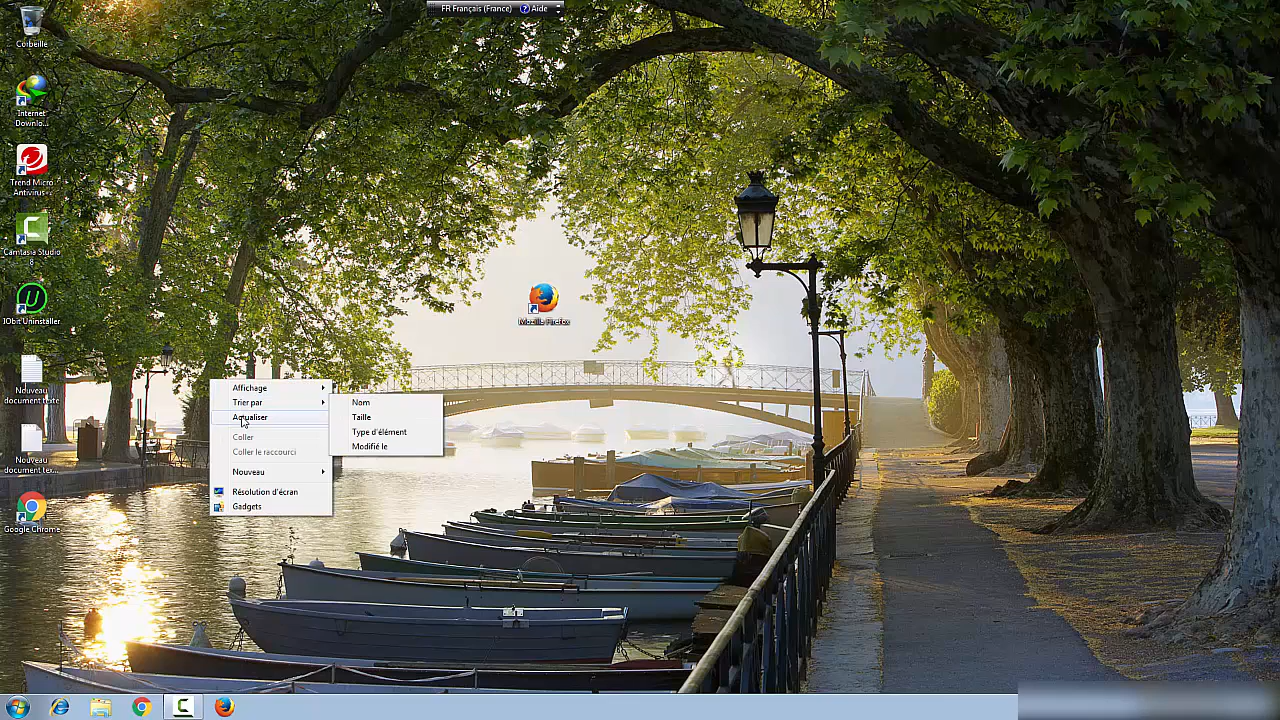 FR Français (France) Aide
Corbeille
Internet
Downlo...
Trend Micro
Antivirus+
Camtasia Studio
8
IObit Uninstaller
Nouveau
document texte
Nouveau
document tex...
Google Chrome
Mozilla Firefox
Affichage
Trier par
Actualiser
Coller
Coller le raccourci
Nouveau
Résolution d'écran
Gadgets
Nom
Taille
Type d'élément
Modifié le